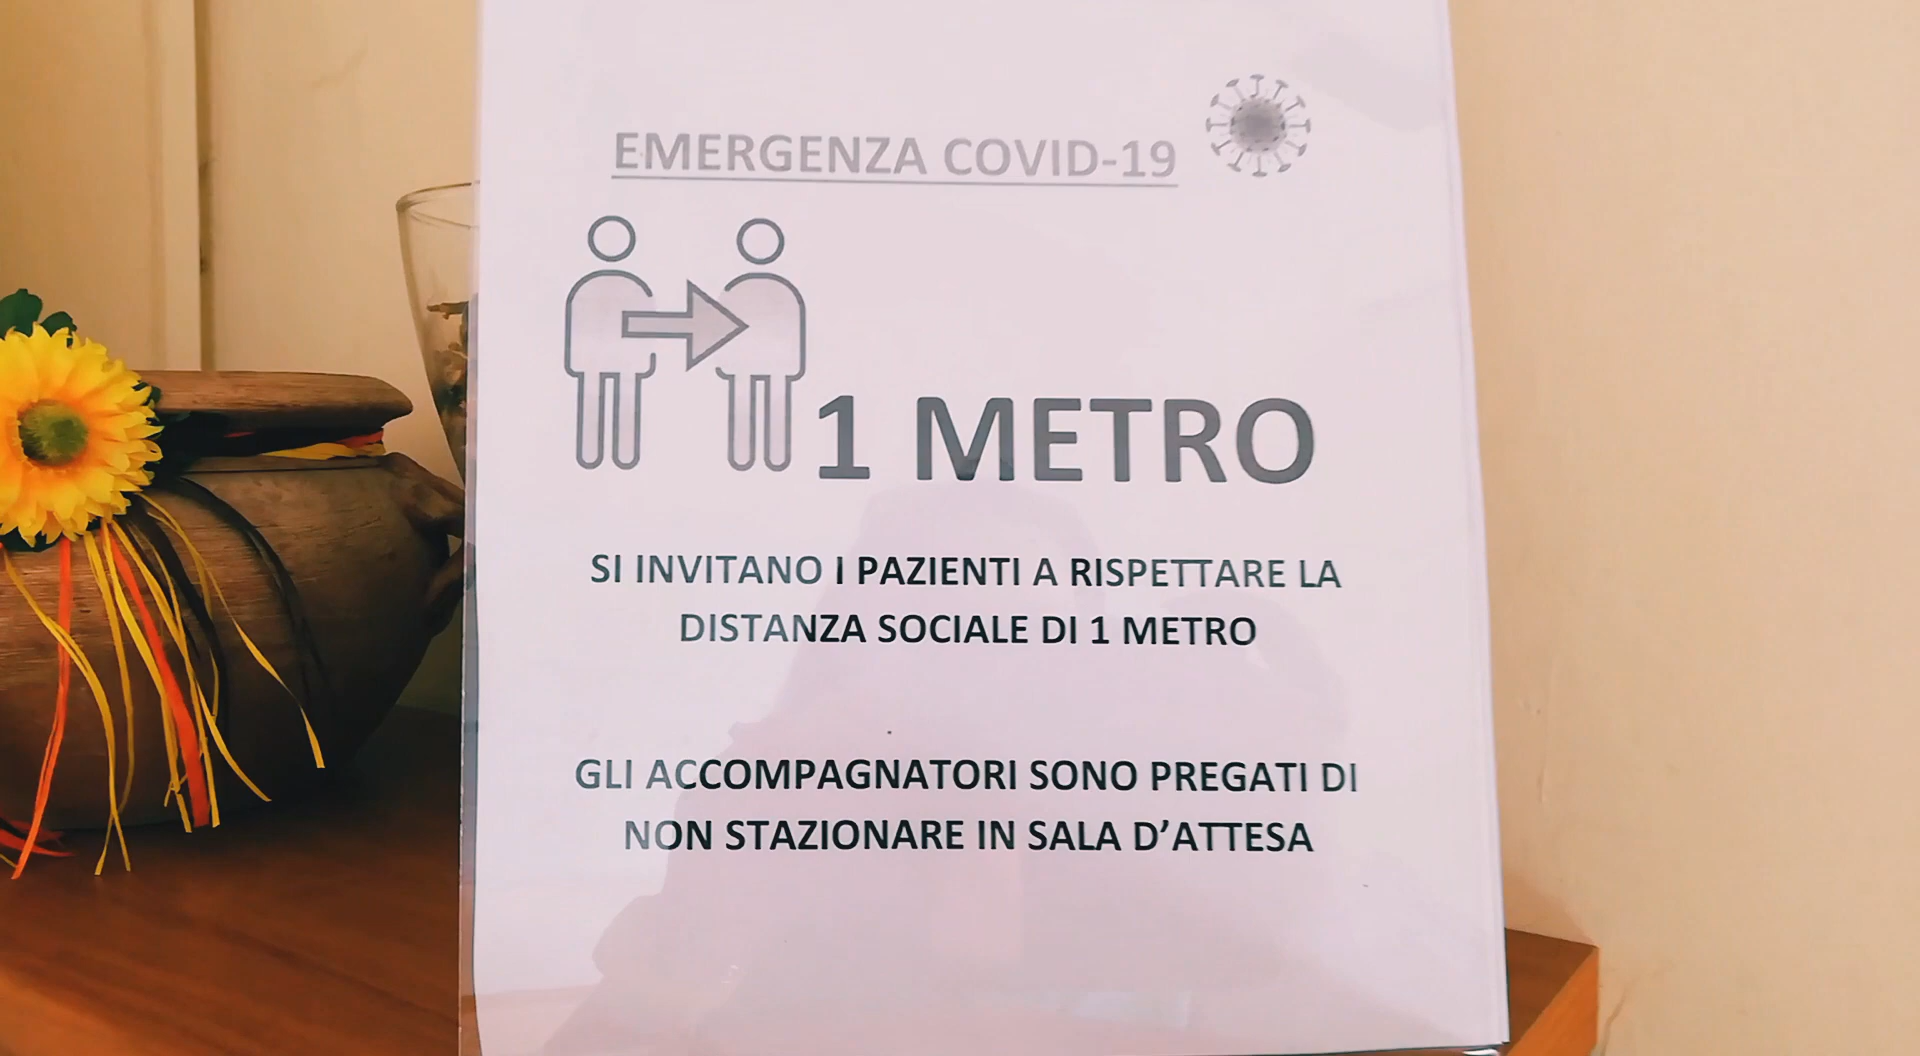 EMERGENZA COVID-19
1 METRO
SI INVITANO I PAZIENTI A RISPETTARE LA
DISTANZA SOCIALE DI 1 METRO
GLI ACCOMPAGNATORI SONO PREGATI DI
NON STAZIONARE IN SALA D'ATTESA